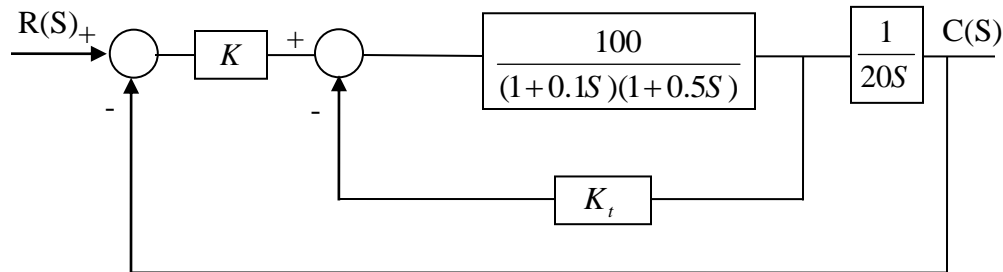 R(S) + - K + - 100 / (1+0.1S)(1+0.5S) 1 / 20S C(S)
K_t